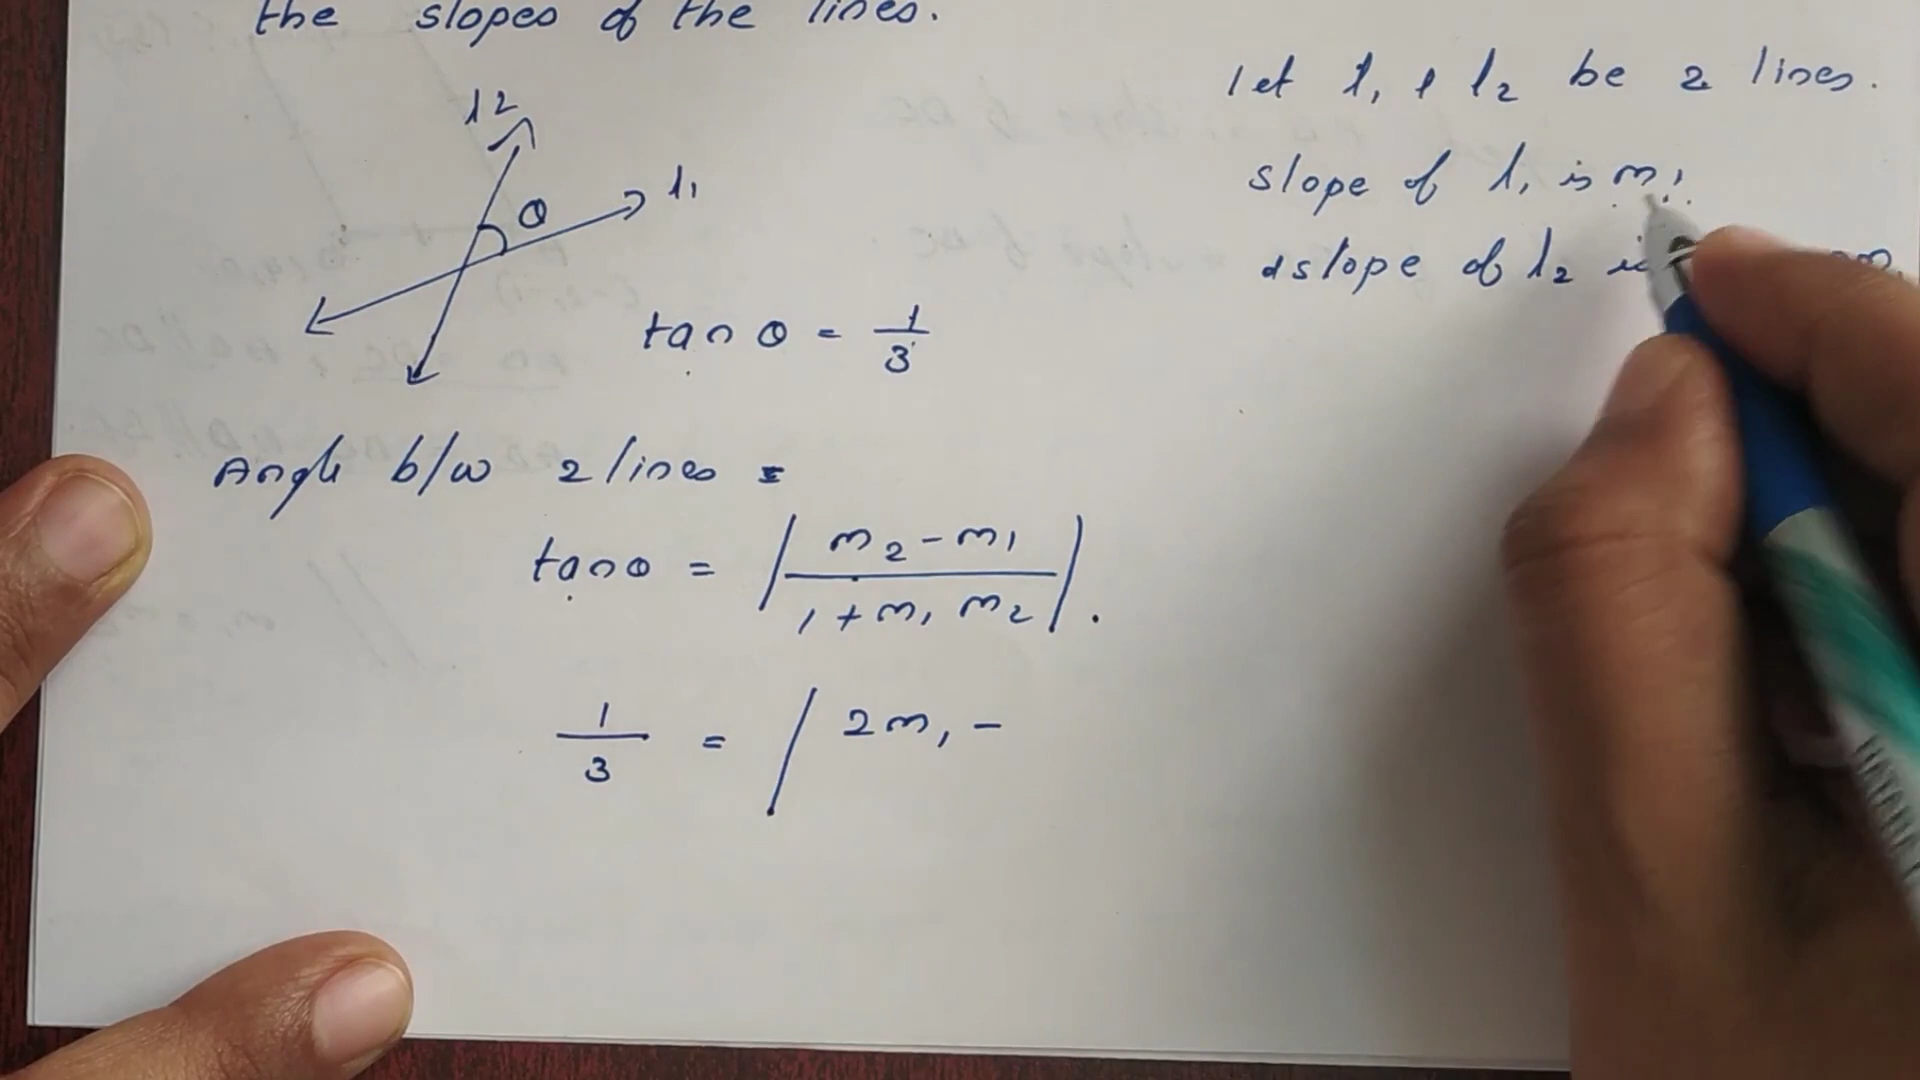 the slopes of the lines.
l2
l1
θ
tan θ = 1/3
Angle b/w 2 lines =
tan θ = | m2 - m1 / 1 + m1 m2 | .
1/3 = | 2m1 -
let l1 & l2 be 2 lines.
slope of l1 is m1
& slope of l2